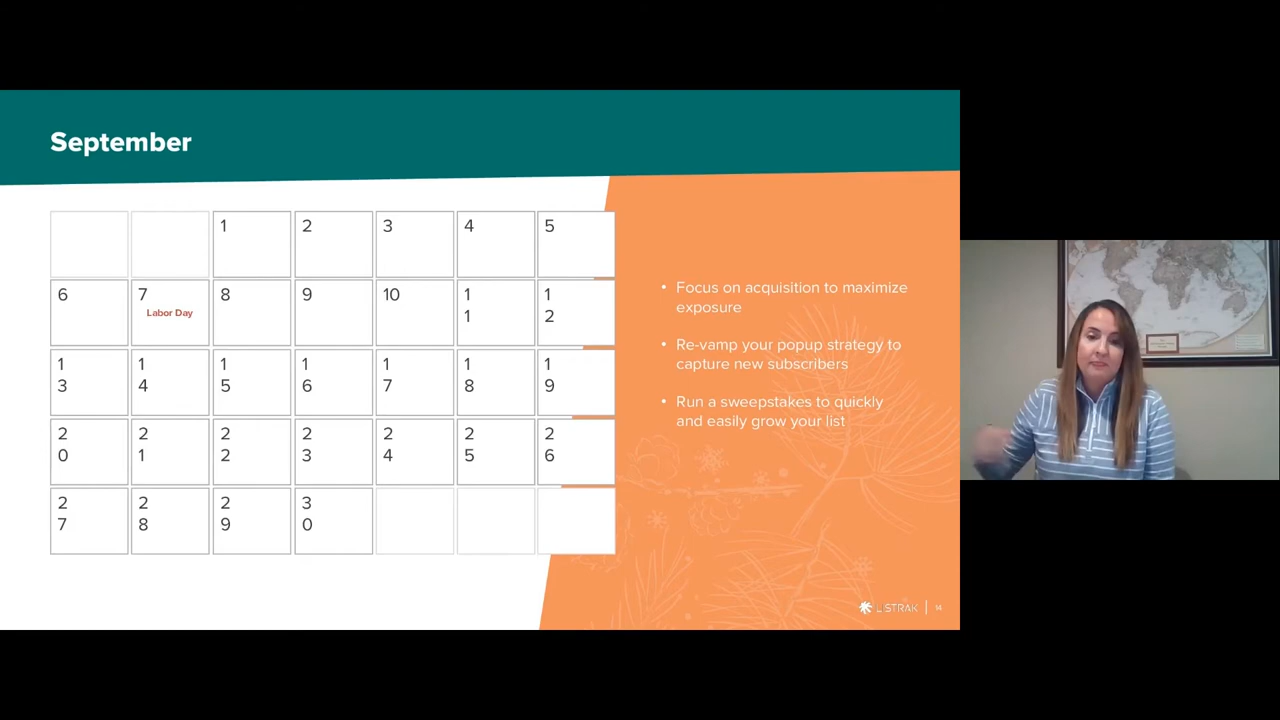 September
1 2 3 4 5
6 7 8 9 10 1 1
Labor Day
1 2
1 1 1 1 1 1 1
3 4 5 6 7 8 9
2 2 2 2 2 2 2
0 1 2 3 4 5 6
2 2 2 3
7 8 9 0
• Focus on acquisition to maximize
exposure
• Re-vamp your popup strategy to
capture new subscribers
• Run a sweepstakes to quickly
and easily grow your list
LISTRAK | 14